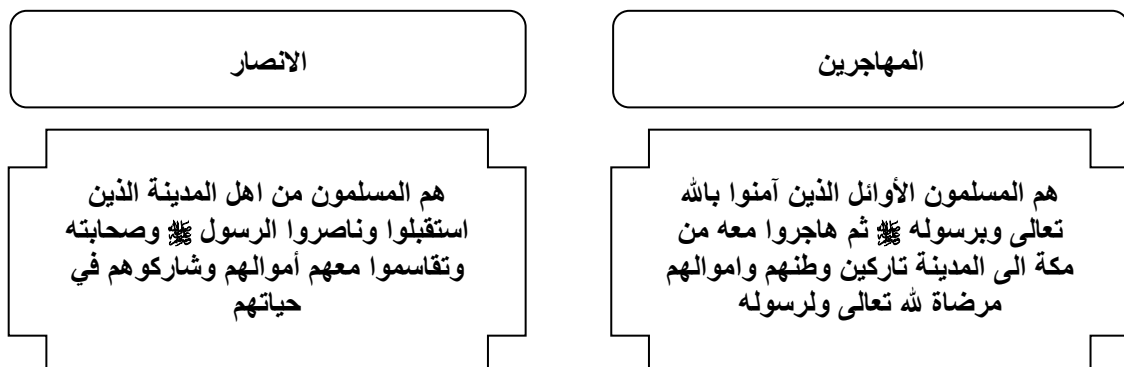 المهاجرين
هم المسلمون الأوائل الذين آمنوا بالله
تعالى وبرسوله ﷺ ثم هاجروا معه من
مكة الى المدينة تاركين وطنهم واموالهم
مرضاة لله تعالى ولرسوله
الانصار
هم المسلمون من اهل المدينة الذين
استقبلوا وناصروا الرسول ﷺ وصحابته
وتقاسموا معهم أموالهم وشاركوهم في
حياتهم